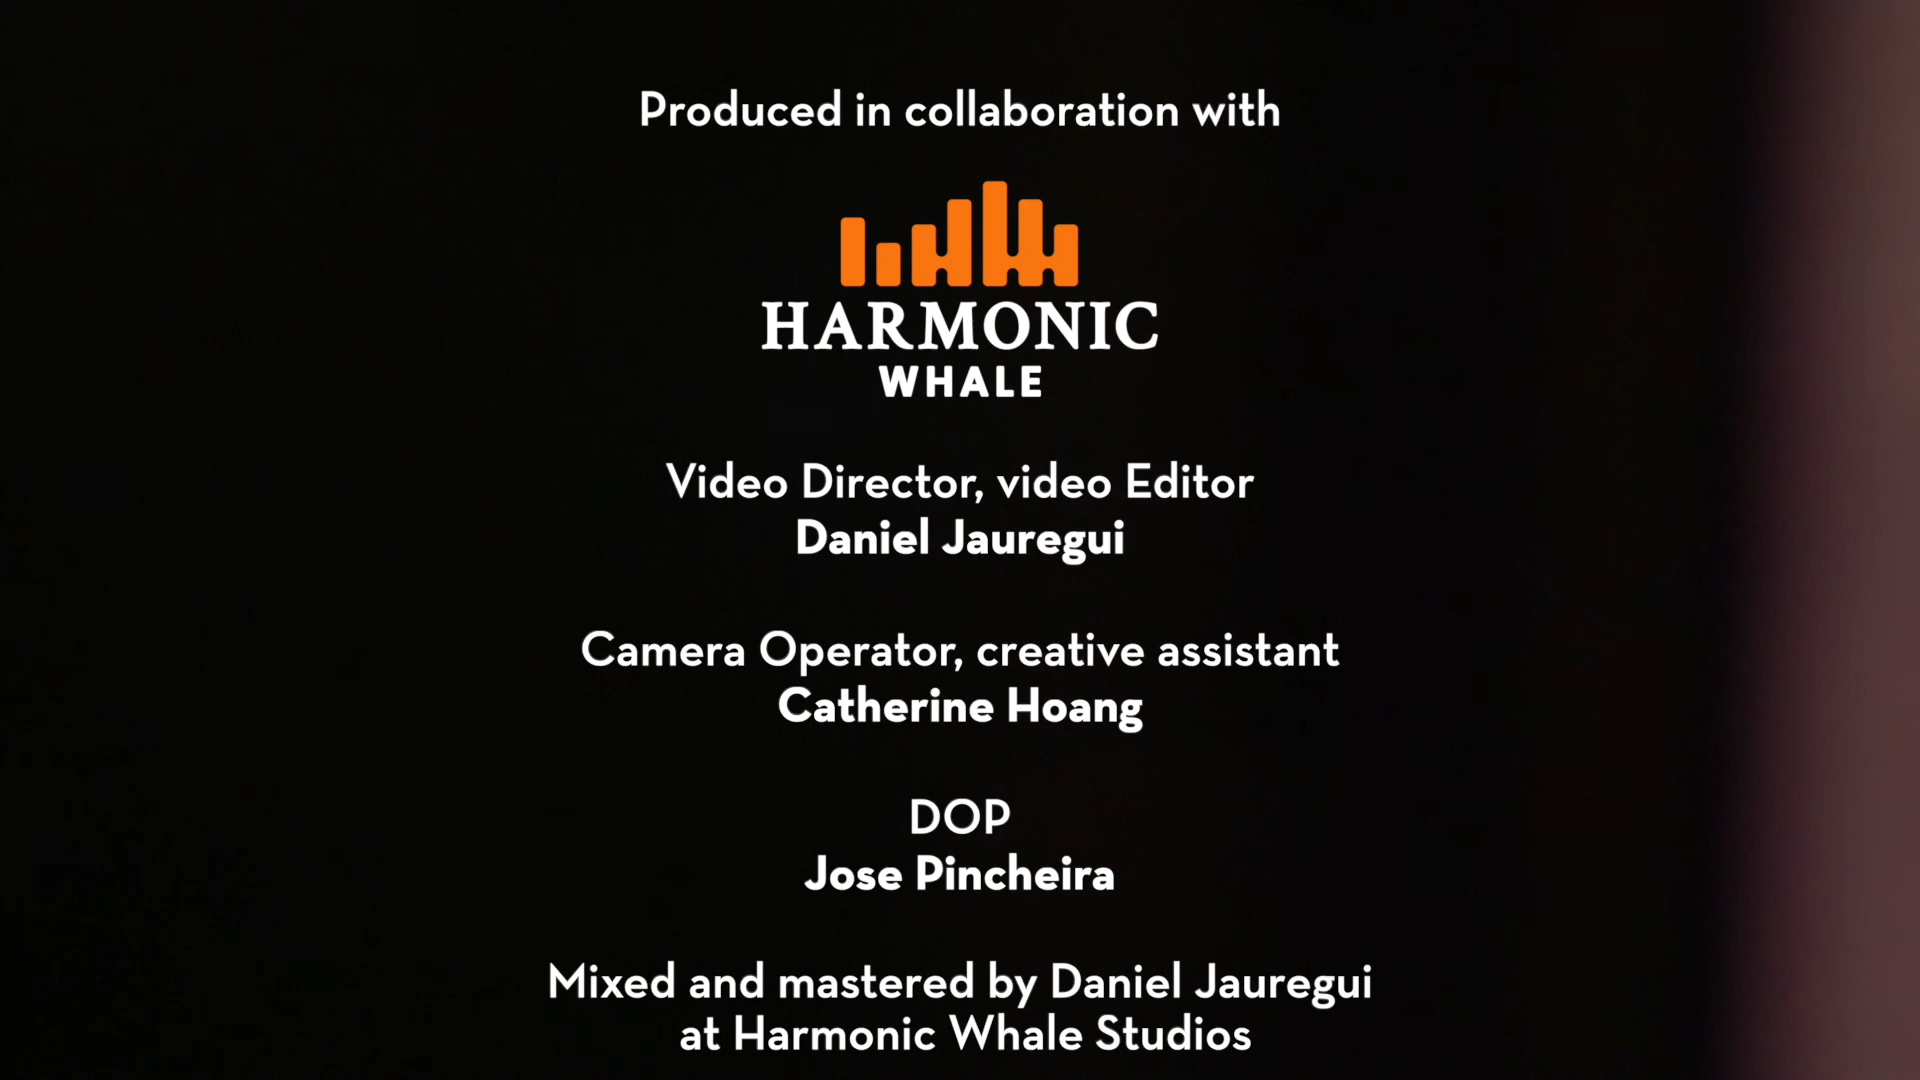 Produced in collaboration with
HARMONIC
WHALE
Video Director, video Editor
Daniel Jauregui
Camera Operator, creative assistant
Catherine Hoang
DOP
Jose Pincheira
Mixed and mastered by Daniel Jauregui
at Harmonic Whale Studios